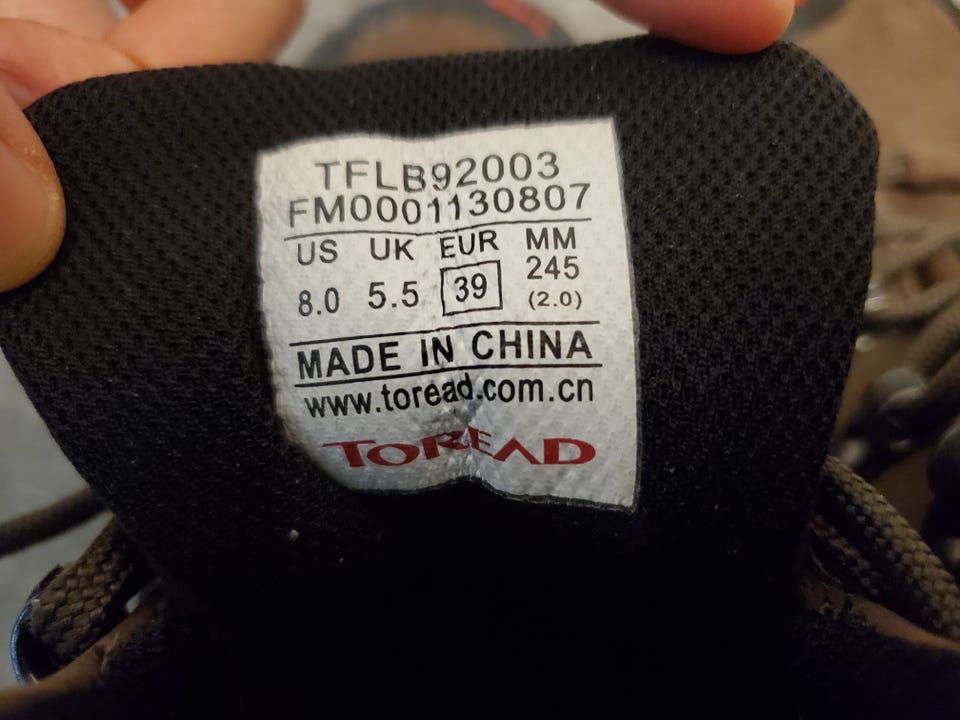 TFLB92003
FM0001130807
US UK EUR MM
8.0 5.5 39 245
(2.0)
MADE IN CHINA
www.toread.com.cn
TOREAD